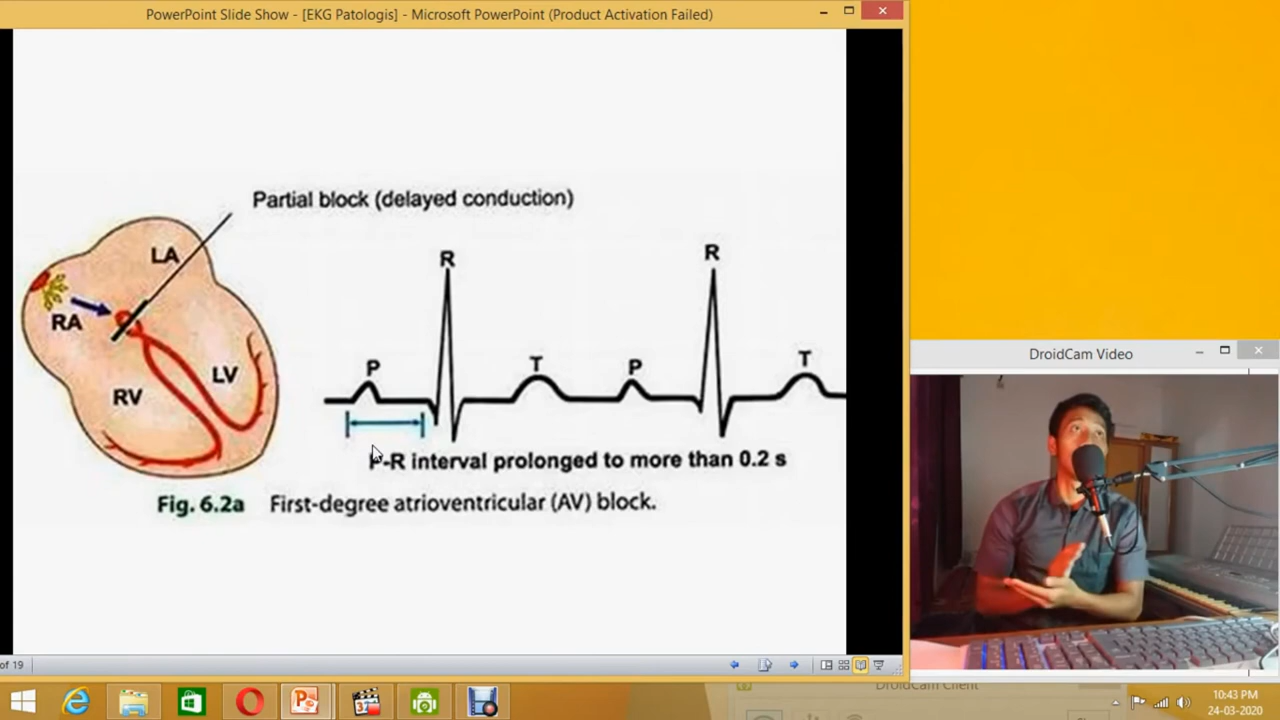 PowerPoint Slide Show - [EKG Patologis] - Microsoft PowerPoint (Product Activation Failed)
Partial block (delayed conduction)
LA
RA
LV
RV
R
R
P
T
P
T
P-R interval prolonged to more than 0.2 s
Fig. 6.2a First-degree atrioventricular (AV) block.
DroidCam Video
of 19
DroidCam Client
10:43 PM
24-03-2020